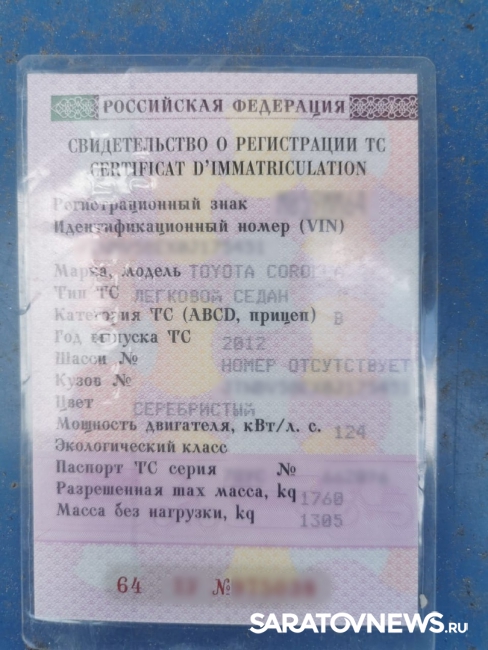 РОССИЙСКАЯ ФЕДЕРАЦИЯ
СВИДЕТЕЛЬСТВО О РЕГИСТРАЦИИ ТС
CERTIFICAT D'IMMATRICULATION
Регистрационный знак
Идентификационный номер (VIN)
Марка, модель TOYOTA COROLLA
Тип ТС ЛЕГКОВОЙ СЕДАН
Категория ТС (ABCD, прицеп) B
Год выпуска ТС 2012
Шасси № НОМЕР ОТСУТСТВУЕТ
Кузов №
Цвет СЕРЕБРИСТЫЙ
Мощность двигателя, кВт/л. с. 124
Экологический класс
Паспорт ТС серия №
Разрешенная max масса, kg 1760
Масса без нагрузки, kg 1305
64 №
SARATOVNEWS.RU